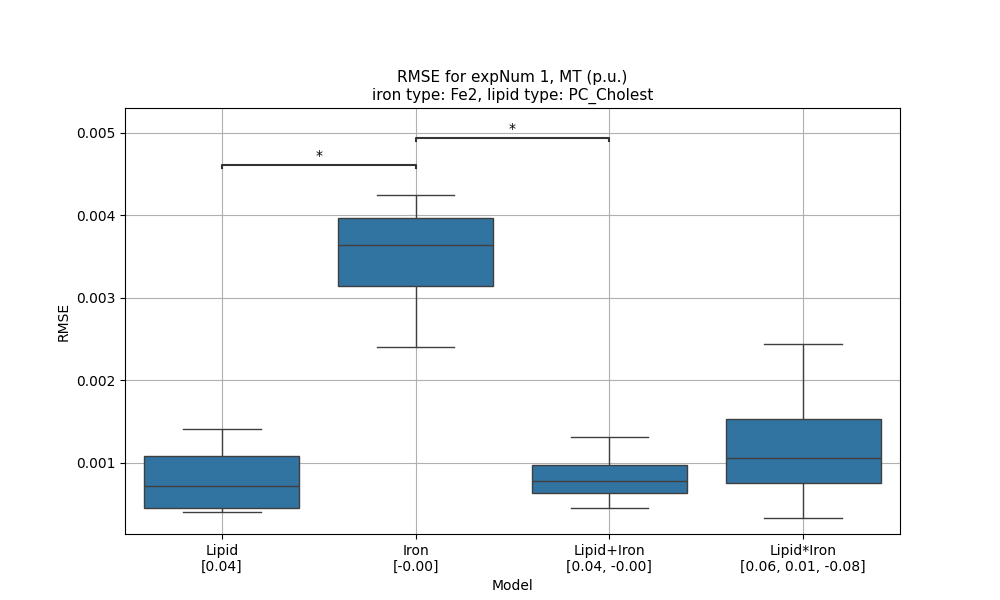 RMSE for expNum 1, MT (p.u.)
iron type: Fe2, lipid type: PC_Cholest
0.005
0.004
0.003
0.002
0.001
RMSE
*
*
Lipid
[0.04]
Iron
[-0.00]
Lipid+Iron
[0.04, -0.00]
Lipid*Iron
[0.06, 0.01, -0.08]
Model